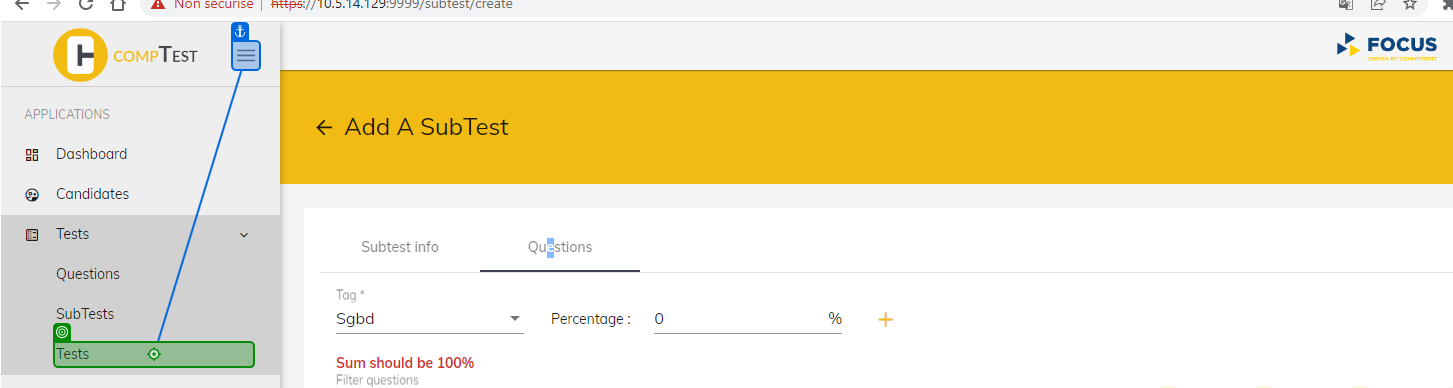 Non sécurisé | https://10.5.14.129:9999/subtest/create
COMPTEST
FOCUS
DRIVEN BY COMMITMENT
APPLICATIONS
Add A SubTest
Dashboard
Candidates
Tests
Subtest info Questions
Questions
Tag *
SubTests
Sgbd Percentage : 0 %
Tests
Sum should be 100%
Filter questions